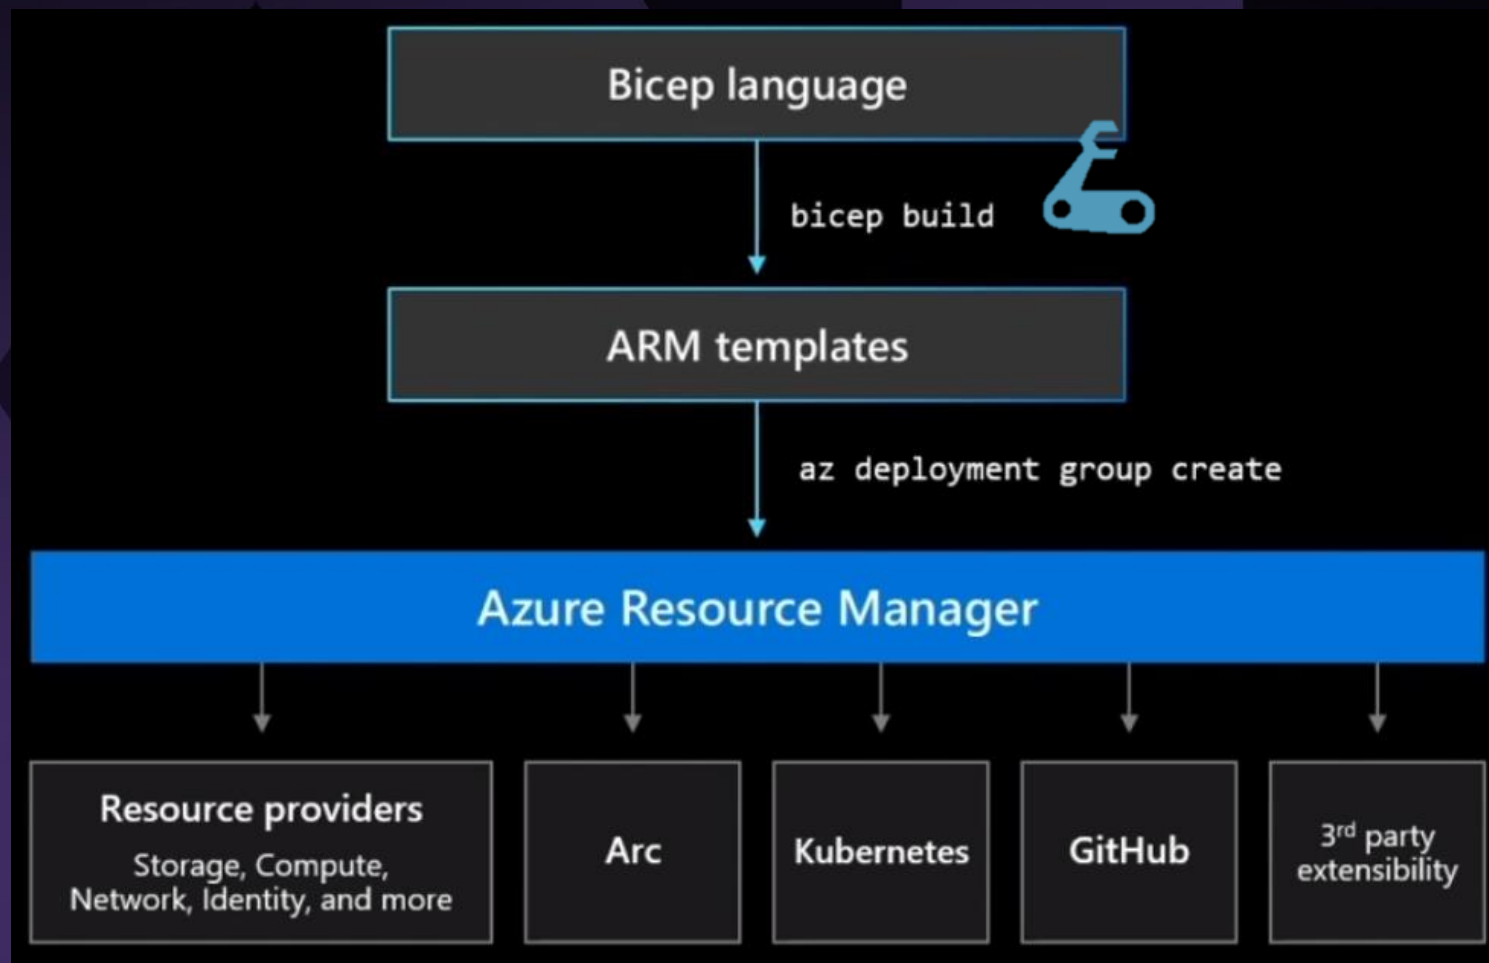 Bicep language
bicep build
ARM templates
az deployment group create
Azure Resource Manager
Resource providers
Storage, Compute,
Network, Identity, and more
Arc
Kubernetes
GitHub
3rd party
extensibility